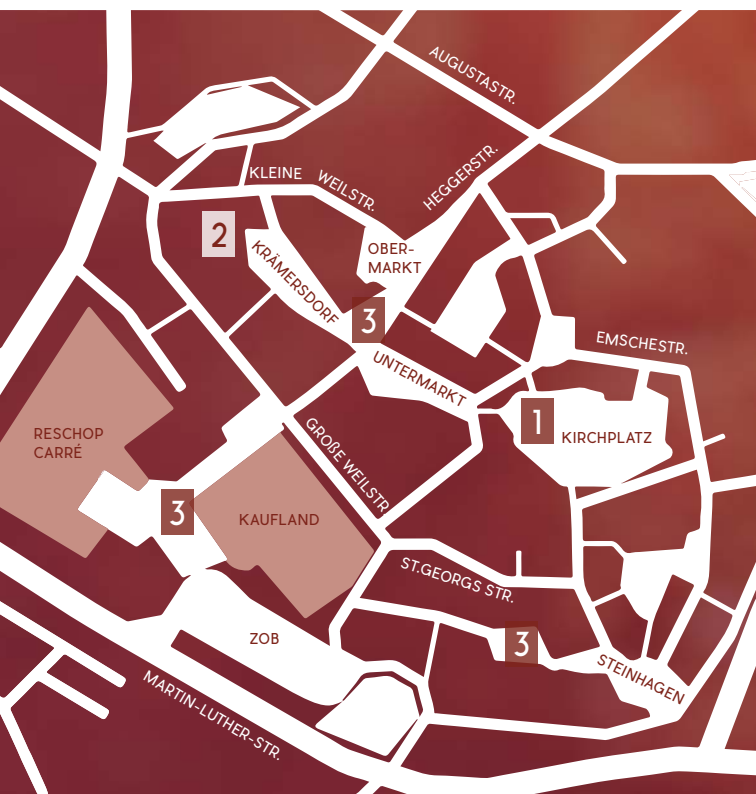 AUGUSTASTR.
HEGGERSTR.
KLEINE WEILSTR.
2
OBER-
MARKT
KRÄMERSDORF
3
EMSCHESTR.
UNTERMARKT
1
KIRCHPLATZ
RESCHOP
CARRÉ
GROßE WEILSTR
3
KAUFLAND
ST.GEORGS STR.
ZOB
3
STEINHAGEN
MARTIN-LUTHER-STR.